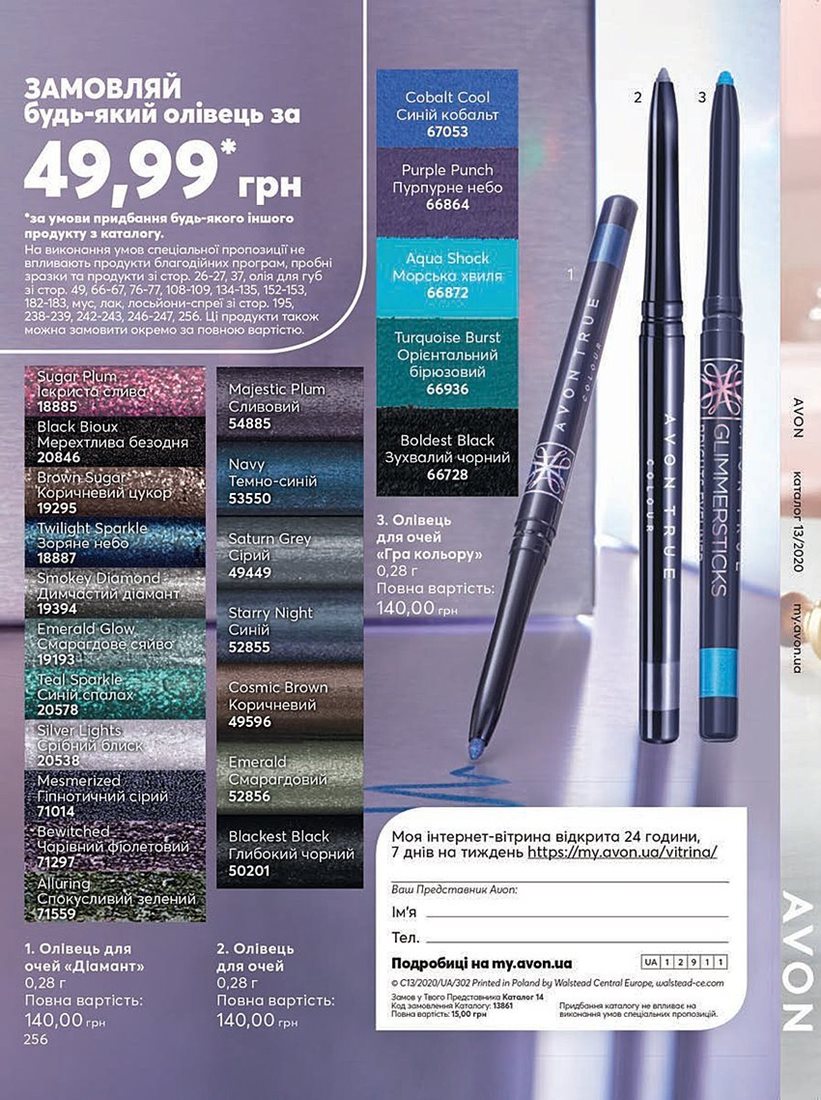 ЗАМОВЛЯЙ
будь-який олівець за
49,99* грн
*за умови придбання будь-якого іншого
продукту з каталогу.
На виконання умов спеціальної пропозиції не
впливають продукти благодійних програм, пробні
зразки та продукти зі стор. 26-27, 37, олія для губ
зі стор. 49, 66-67, 76-77, 108-109, 134-135, 152-153,
182-183, мус, лак, лосьйони-спреї зі стор. 195,
238-239, 242-243, 246-247, 256. Ці продукти також
можна замовити окремо за повною вартістю.
Sugar Plum
Іскриста слива
18885
Black Bioux
Мерехтлива безодня
20846
Brown Sugar
Коричневий цукор
19295
Twilight Sparkle
Зоряне небо
18887
Smokey Diamond
Димчастий діамант
19394
Emerald Glow
Смарагдове сяйво
19193
Teal Sparkle
Синій спалах
20578
Silver Lights
Срібний блиск
20538
Mesmerized
Гіпнотичний сірий
71014
Bewitched
Чарівний фіолетовий
71297
Alluring
Спокусливий зелений
71559
1. Олівець для
очей «Діамант»
0,28 г
Повна вартість:
140,00 грн
256
Majestic Plum
Сливовий
54885
Navy
Темно-синій
53550
Saturn Grey
Сірий
49449
Starry Night
Синій
52855
Cosmic Brown
Коричневий
49596
Emerald
Смарагдовий
52856
Blackest Black
Глибокий чорний
50201
2. Олівець
для очей
0,28 г
Повна вартість:
140,00 грн
Cobalt Cool
Синій кобальт
67053
Purple Punch
Пурпурне небо
66864
Aqua Shock
Морська хвиля
66872
Turquoise Burst
Орієнтальний
бірюзовий
66936
Boldest Black
Зухвалий чорний
66728
3. Олівець
для очей
«Гра кольору»
0,28 г
Повна вартість:
140,00 грн
1
2
3
AVON TRUE
COLOUR
AVON TRUE
COLOUR
GLIMMERSTICKS
Моя інтернет-вітрина відкрита 24 години,
7 днів на тиждень https://my.avon.ua/vitrina/
Ваш Представник Avon:
Ім'я
Тел.
Подробиці на my.avon.ua
UA 1 2 9 1 1
© C13/2020/UA/302 Printed in Poland by Walstead Central Europe, walstead-ce.com
Замов у Твого Представника Каталог 14
Код замовлення Каталогу: 13861
Повна вартість: 15,00 грн
Придбання каталогу не впливає на
виконання умов спеціальних пропозицій.
AVON каталог 13/2020 my.avon.ua
AVON